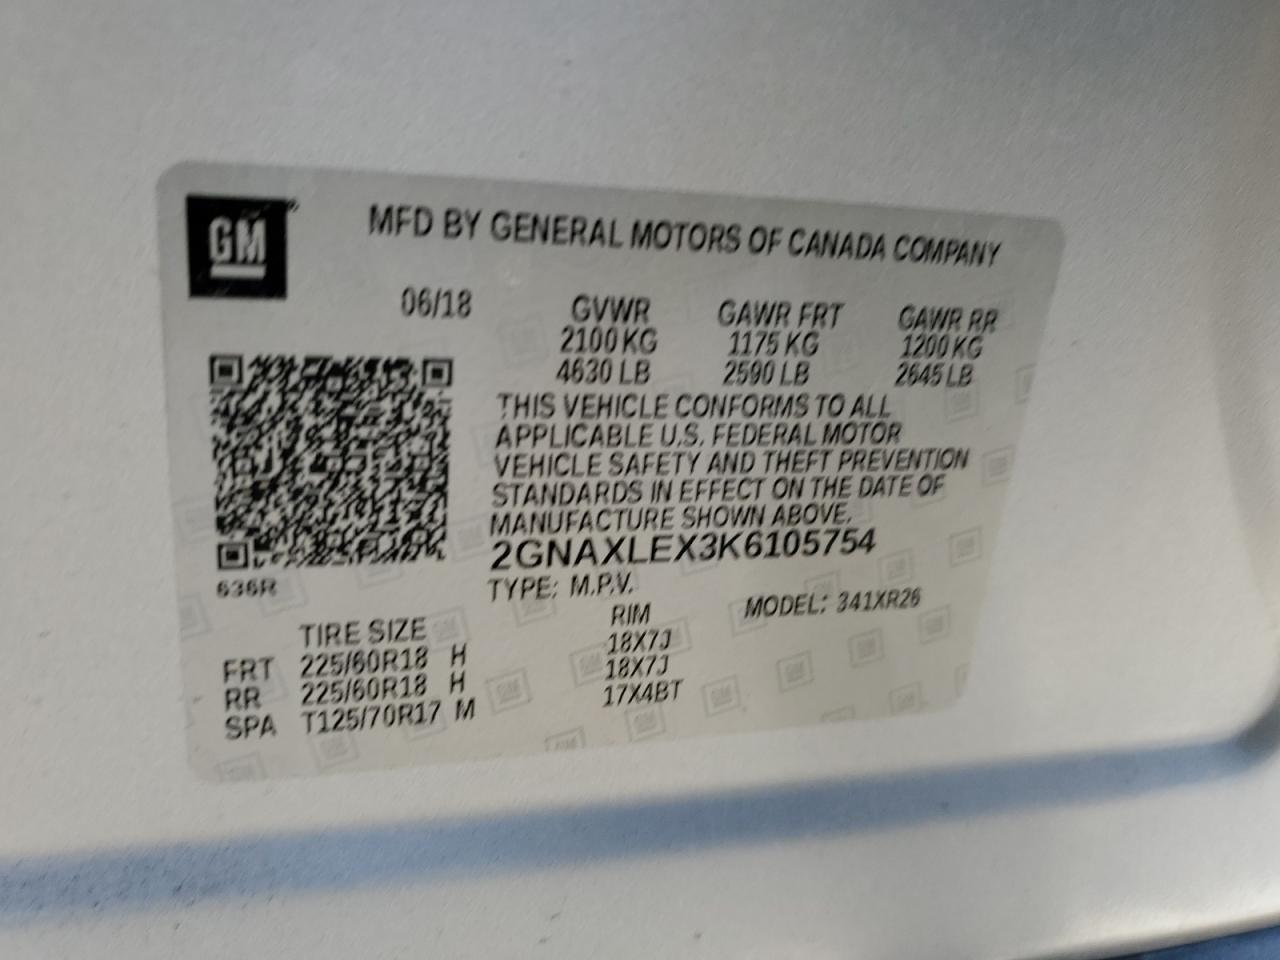 GM
MFD BY GENERAL MOTORS OF CANADA COMPANY
06/18 GVWR GAWR FRT GAWR RR
2100 KG 1175 KG 1200 KG
4630 LB 2590 LB 2645 LB
THIS VEHICLE CONFORMS TO ALL
APPLICABLE U.S. FEDERAL MOTOR
VEHICLE SAFETY AND THEFT PREVENTION
STANDARDS IN EFFECT ON THE DATE OF
MANUFACTURE SHOWN ABOVE.
2GNAXLEX3K6105754
636R TYPE: M.P.V. MODEL: 341XR26
TIRE SIZE RIM
FRT 225/60R18 H 18X7J
RR 225/60R18 H 18X7J
SPA T125/70R17 M 17X4BT